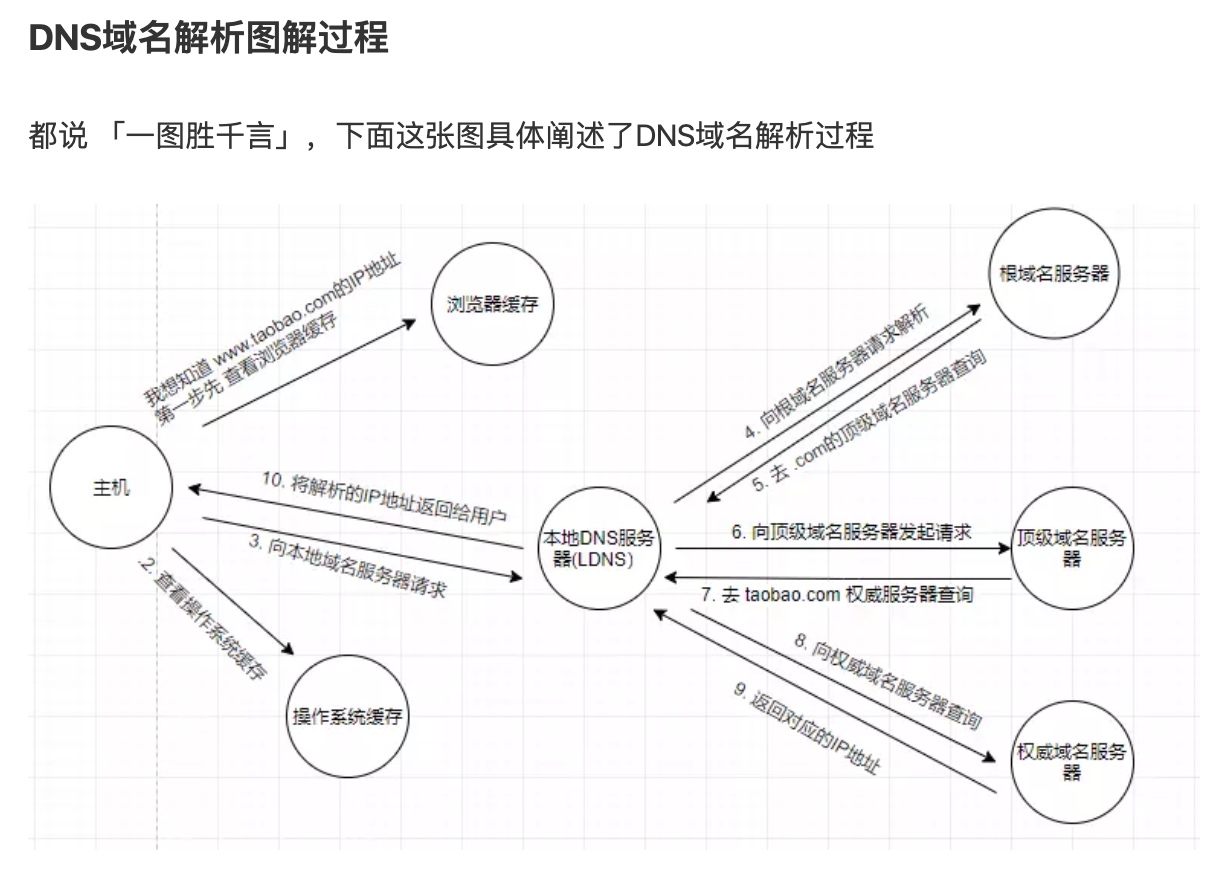 DNS域名解析图解过程
都说 「一图胜千言」，下面这张图具体阐述了DNS域名解析过程
我想知道 www.taobao.com的IP地址
第一步先 查看浏览器缓存
浏览器缓存
根域名服务器
4. 向根域名服务器请求解析
5. 去 .com的顶级域名服务器查询
主机
10. 将解析的IP地址返回给用户
3. 向本地域名服务器请求
本地DNS服务
器(LDNS)
6. 向顶级域名服务器发起请求
7. 去 taobao.com 权威服务器查询
顶级域名服务
器
.2. 查看操作系统缓存
操作系统缓存
8. 向权威域名服务器查询
9. 返回对应的IP地址
权威域名服务
器